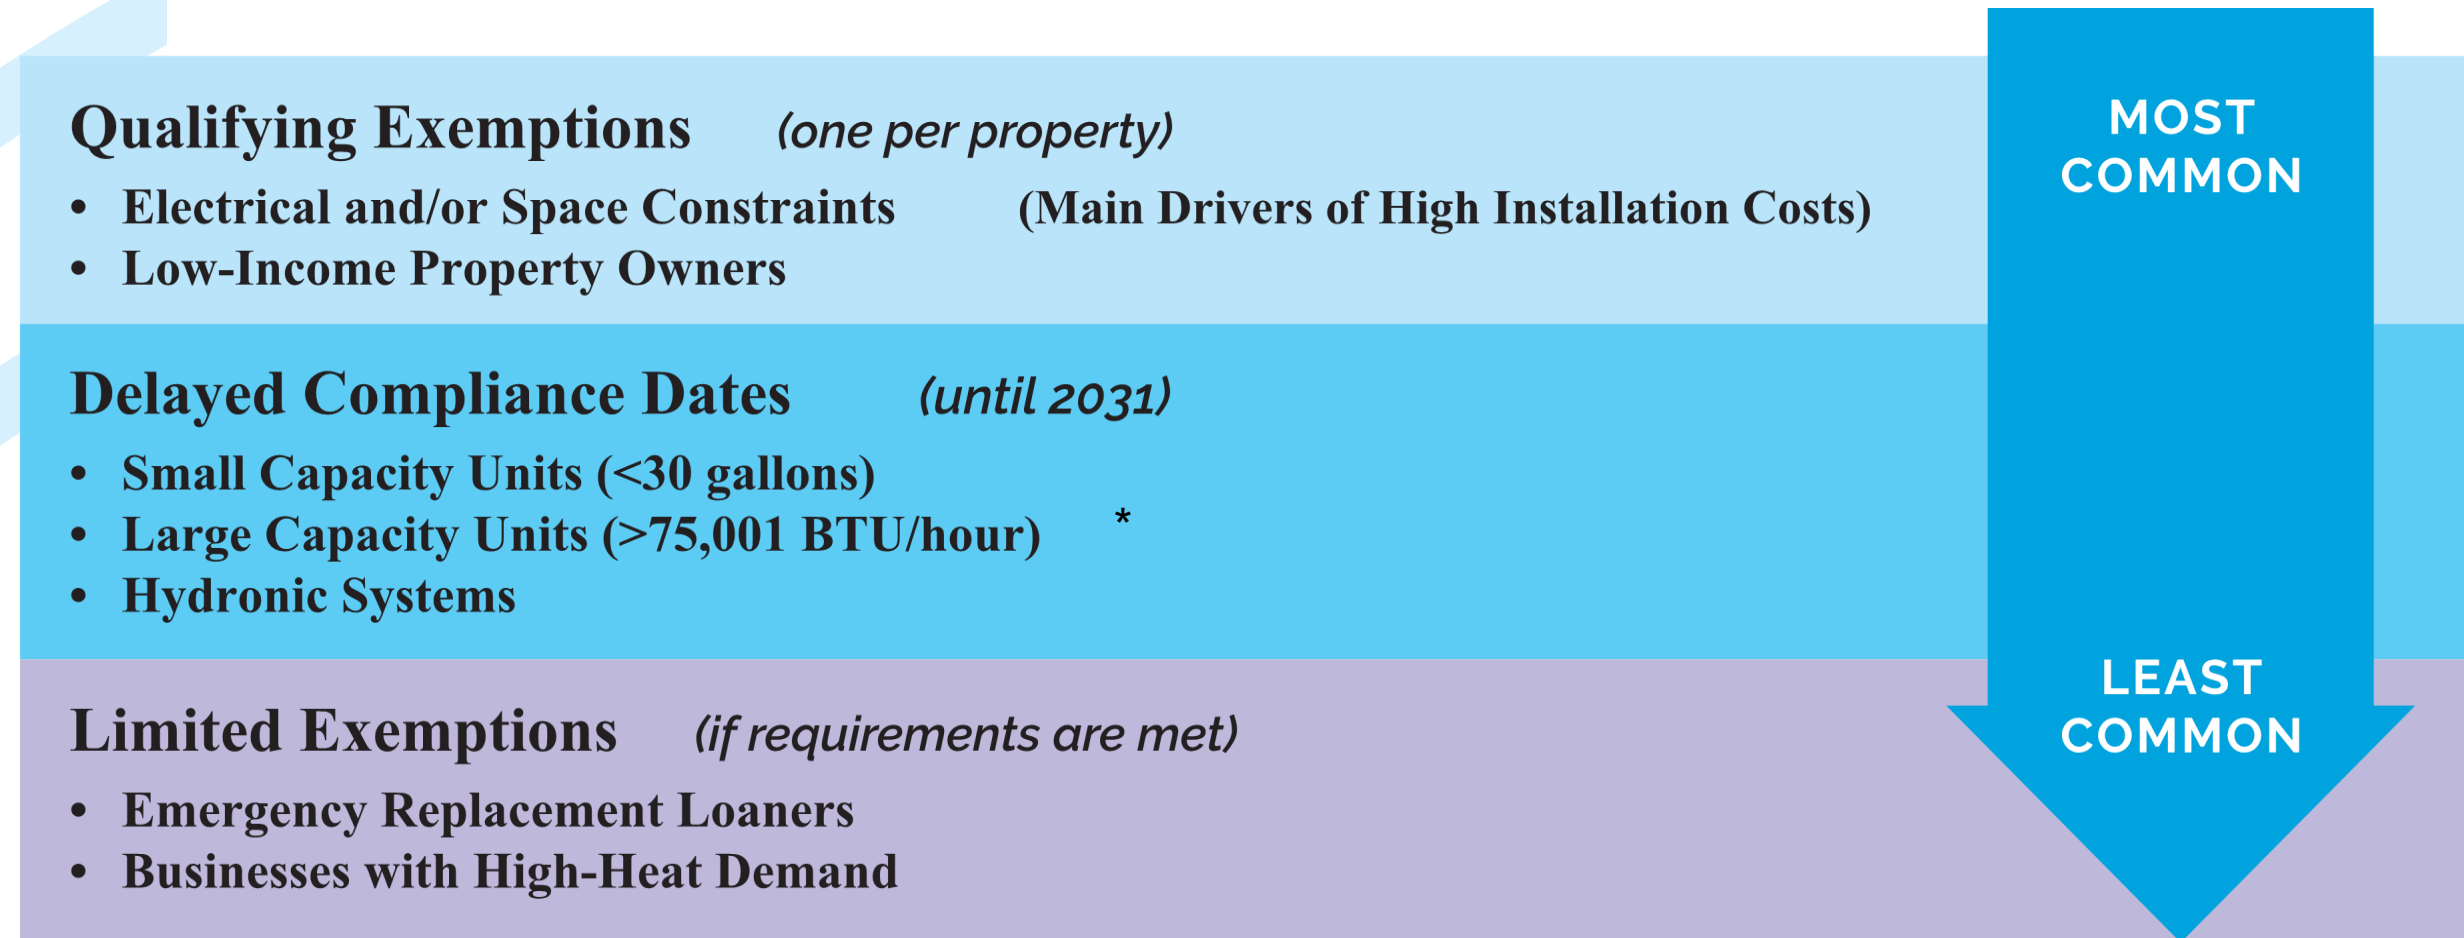 Qualifying Exemptions (one per property)
• Electrical and/or Space Constraints (Main Drivers of High Installation Costs)
• Low-Income Property Owners
Delayed Compliance Dates (until 2031)
• Small Capacity Units (<30 gallons)
• Large Capacity Units (>75,001 BTU/hour) *
• Hydronic Systems
Limited Exemptions (if requirements are met)
• Emergency Replacement Loaners
• Businesses with High-Heat Demand
MOST
COMMON
LEAST
COMMON